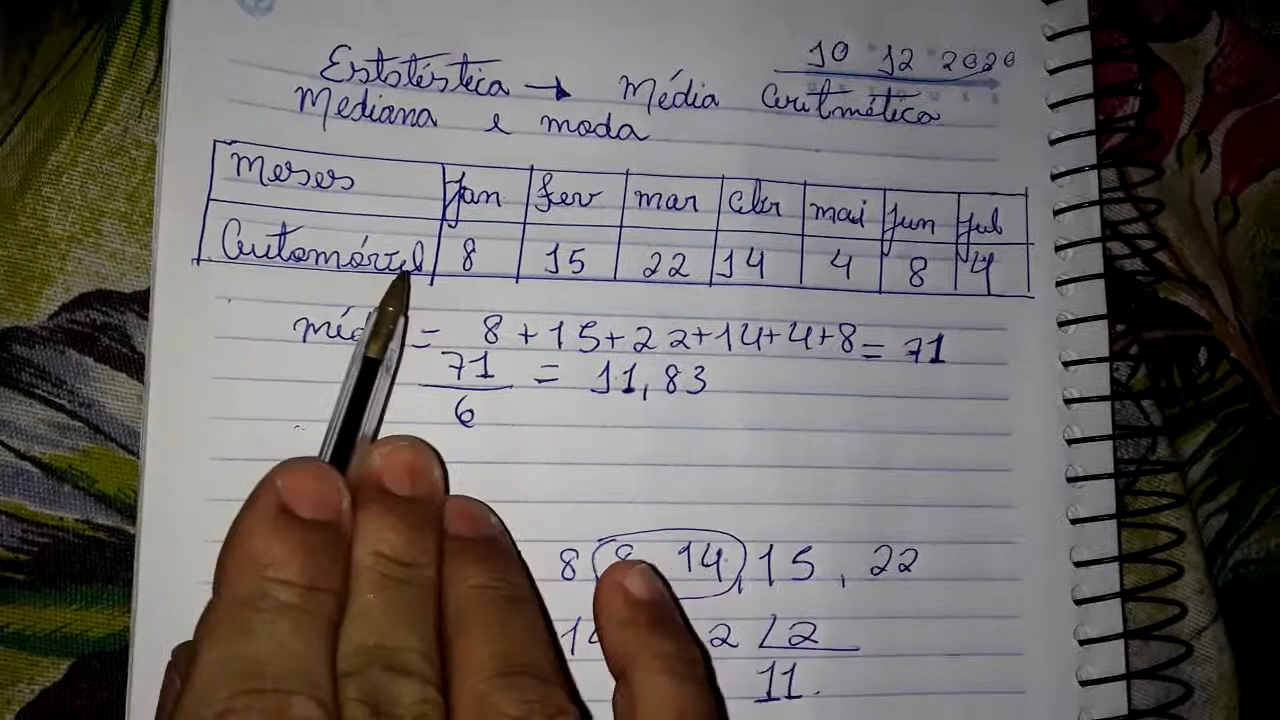 10 12 2020
Estatística → Média Aritmética
Mediana e moda
Meses Jan fev mar Abr mai Jun Jul
Automóvel 8 15 22 14 4 8 4
= 8+15+22+14+4+8 = 71
71/6 = 11,83
8 8 14, 15, 22
2 2
11